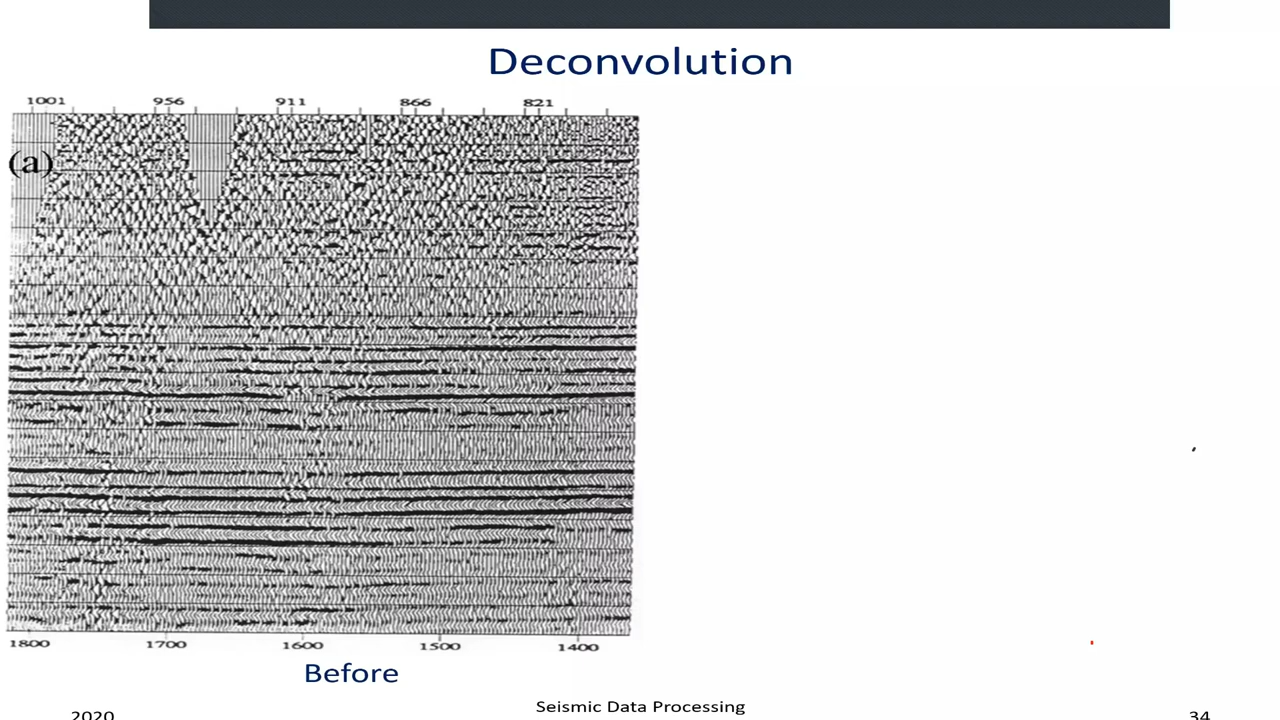 Deconvolution
1001 956 911 866 821
(a)
1800 1700 1600 1500 1400
Before
2020 Seismic Data Processing 34